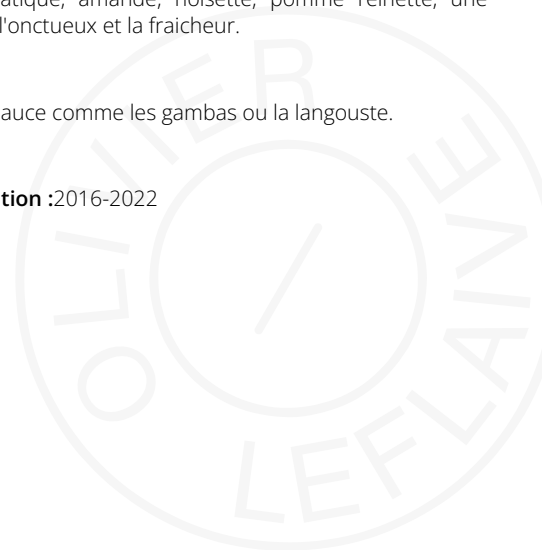 atique, amande, noisette, pomme reinette, une
l'onctueux et la fraicheur.
auce comme les gambas ou la langouste.
tion :2016-2022
OLIVIER
LEFLAIVE